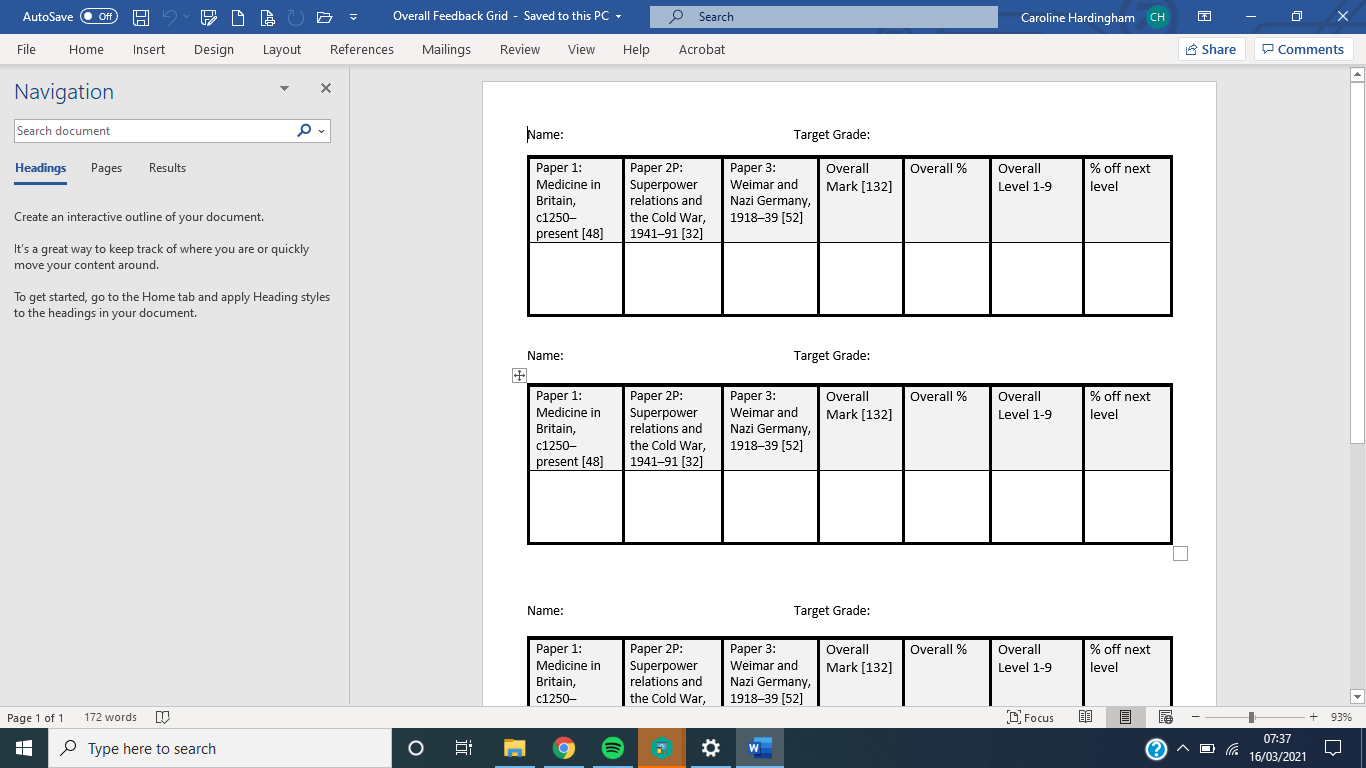 AutoSave Off Overall Feedback Grid - Saved to this PC Search Caroline Hardingham CH
File Home Insert Design Layout References Mailings Review View Help Acrobat Share Comments
Navigation
Search document
Headings Pages Results
Create an interactive outline of your document.
It's a great way to keep track of where you are or quickly
move your content around.
To get started, go to the Home tab and apply Heading styles
to the headings in your document.
Name: Target Grade:
Paper 1:
Medicine in
Britain,
c1250–
present [48]
Paper 2P:
Superpower
relations and
the Cold War,
1941–91 [32]
Paper 3:
Weimar and
Nazi Germany,
1918–39 [52]
Overall
Mark [132]
Overall %
Overall
Level 1-9
% off next
level
Name: Target Grade:
Paper 1:
Medicine in
Britain,
c1250–
present [48]
Paper 2P:
Superpower
relations and
the Cold War,
1941–91 [32]
Paper 3:
Weimar and
Nazi Germany,
1918–39 [52]
Overall
Mark [132]
Overall %
Overall
Level 1-9
% off next
level
Name: Target Grade:
Paper 1:
Medicine in
Britain,
c1250–
Paper 2P:
Superpower
relations and
the Cold War,
Paper 3:
Weimar and
Nazi Germany,
1918–39 [52]
Overall
Mark [132]
Overall %
Overall
Level 1-9
% off next
level
Page 1 of 1 172 words Focus 93%
Type here to search
07:37
16/03/2021